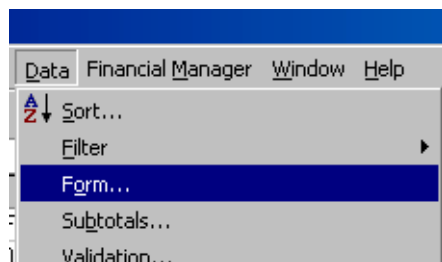 Data Financial Manager Window Help
Sort...
Filter
Form...
Subtotals...
Validation...